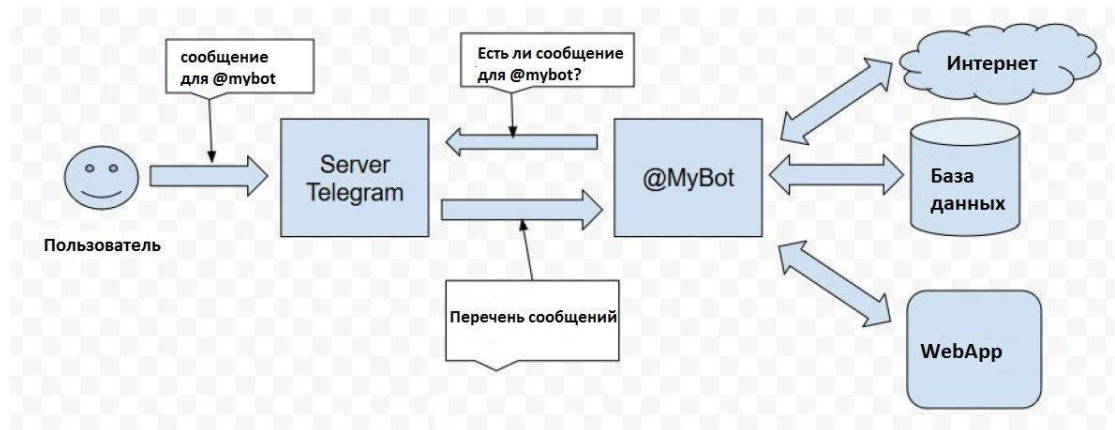 сообщение
для @mybot
Есть ли сообщение
для @mybot?
Интернет
Server
Telegram
@MyBot
База
данных
Пользователь
Перечень сообщений
WebApp